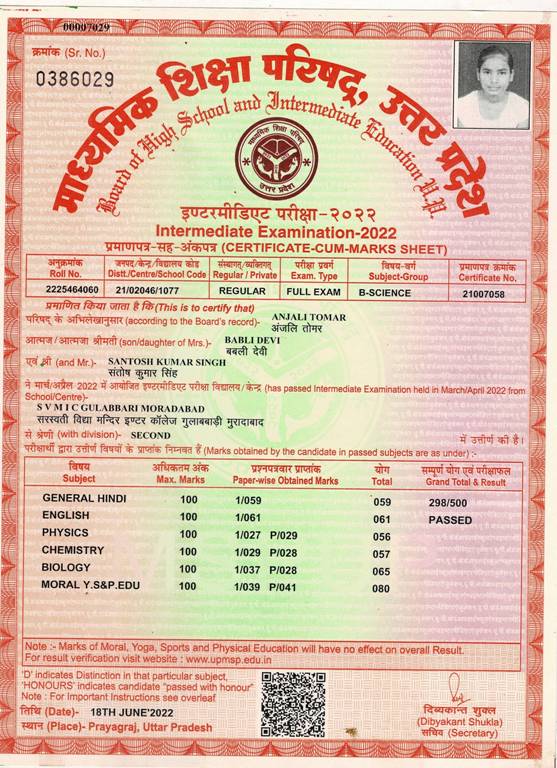 00007029
क्रमांक (Sr. No.)
0386029
माध्यमिक शिक्षा परिषद्, उत्तर प्रदेश
Board of High School and Intermediate Education U.P.
माध्यमिक शिक्षा परिषद्
उत्तर प्रदेश
इण्टरमीडिएट परीक्षा-२०२२
Intermediate Examination-2022
प्रमाणपत्र-सह-अंकपत्र (CERTIFICATE-CUM-MARKS SHEET)
अनुक्रमांक जनपद/केन्द्र/विद्यालय कोड संस्थागत/व्यक्तिगत परीक्षा प्रवर्ग विषय-वर्ग प्रमाणपत्र क्रमांक
Roll No. Distt./Centre/School Code Regular / Private Exam. Type Subject-Group Certificate No.
2225464060 21/02046/1077 REGULAR FULL EXAM B-SCIENCE 21007058
प्रमाणित किया जाता है कि (This is to certify that)
परिषद के अभिलेखानुसार (according to the Board's record)- ANJALI TOMAR
अंजलि तोमर
आत्मज/आत्मजा श्रीमती (son/daughter of Mrs.)- BABLI DEVI
बबली देवी
एवं श्री (and Mr.)- SANTOSH KUMAR SINGH
संतोष कुमार सिंह
ने मार्च/अप्रैल 2022 में आयोजित इण्टरमीडिएट परीक्षा विद्यालय/केन्द्र (has passed Intermediate Examination held in March/April 2022 from
School/Centre)-
S V M I C GULABBARI MORADABAD
सरस्वती विद्या मन्दिर इण्टर कॉलेज गुलाबबाड़ी मुरादाबाद
से श्रेणी (with division)- SECOND में उत्तीर्ण की है।
परीक्षार्थी द्वारा उत्तीर्ण विषयों के प्राप्तांक निम्नवत हैं (Marks obtained by the candidate in passed subjects are as under) :-
विषय अधिकतम अंक प्रश्नपत्रवार प्राप्तांक योग सम्पूर्ण योग एवं परीक्षाफल
Subject Max. Marks Paper-wise Obtained Marks Total Grand Total & Result
GENERAL HINDI 100 1/059 059 298/500
ENGLISH 100 1/061 061 PASSED
PHYSICS 100 1/027 P/029 056
CHEMISTRY 100 1/029 P/028 057
BIOLOGY 100 1/037 P/028 065
MORAL Y.S&P.EDU 100 1/039 P/041 080
Note :- Marks of Moral, Yoga, Sports and Physical Education will have no effect on overall Result.
For result verification visit website : www.upmsp.edu.in
'D' indicates Distinction in that particular subject,
'HONOURS' indicates candidate "passed with honour"
Note : For Important Instructions see overleaf
तिथि (Date)- 18TH JUNE'2022
स्थान (Place)- Prayagraj, Uttar Pradesh
दिब्यकान्त शुक्ल
(Dibyakant Shukla)
सचिव (Secretary)